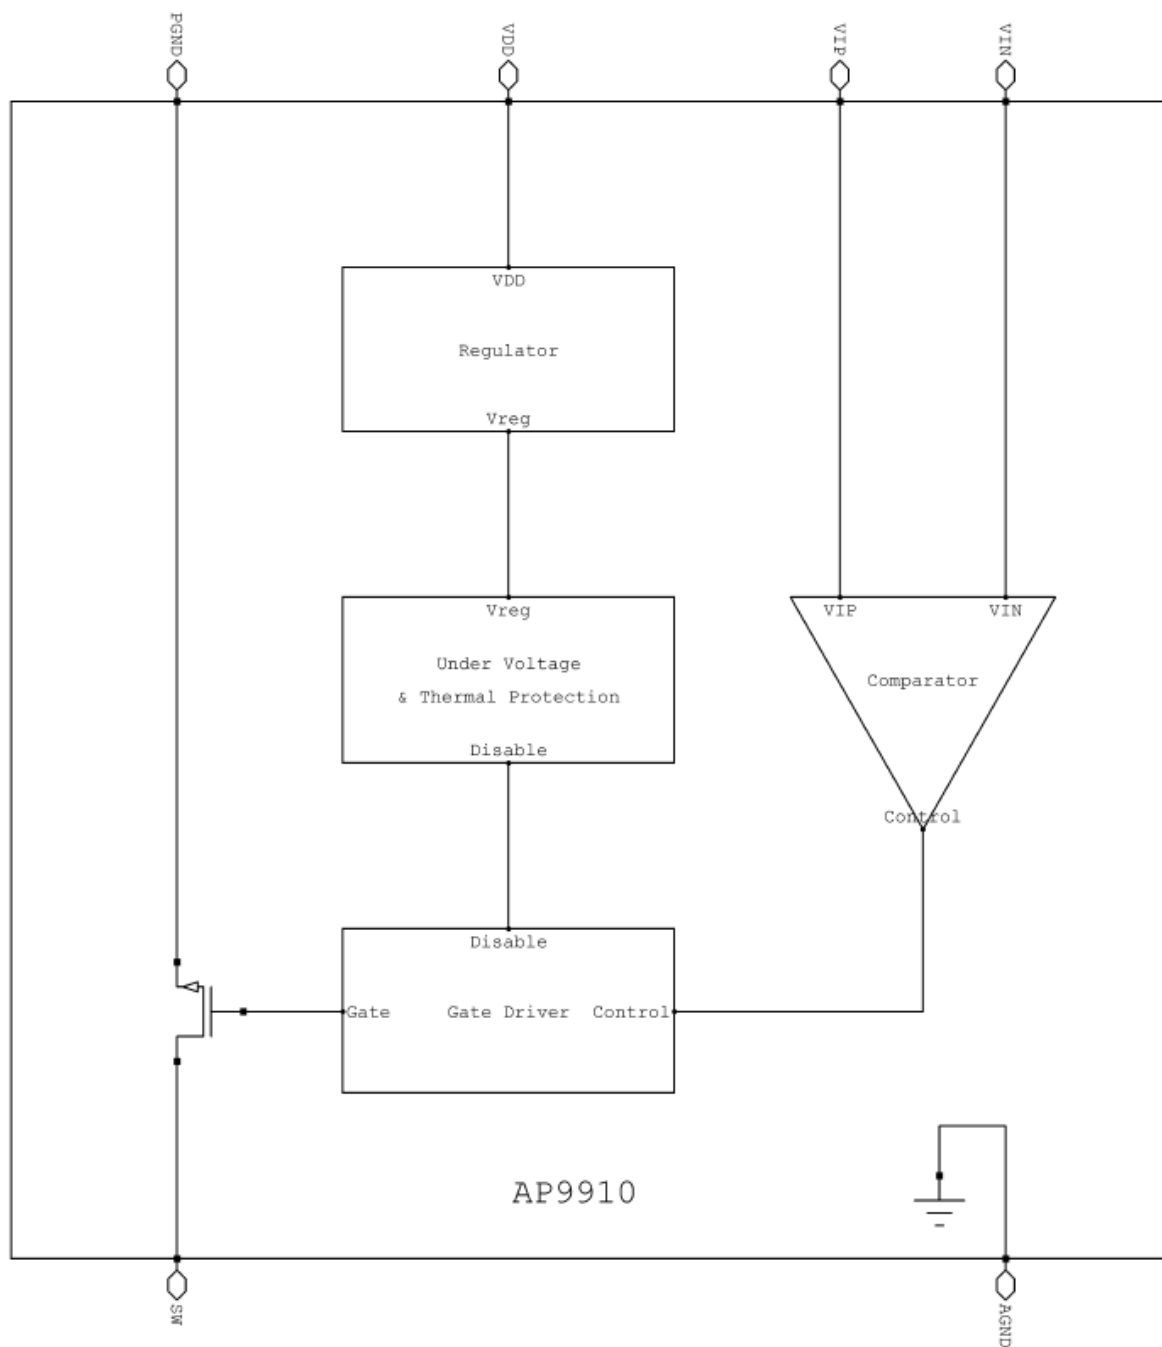 PGND
VDD
VIP
VIN
VDD
Regulator
Vreg
Vreg
Under Voltage
& Thermal Protection
Disable
VIP
VIN
Comparator
Control
Disable
Gate
Gate Driver
Control
AP9910
SW
AGND